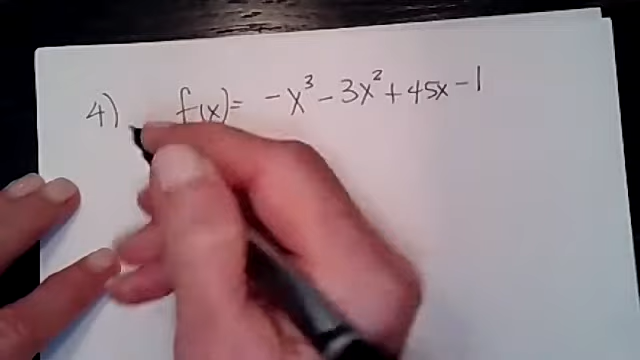 4) f(x) = -x³ - 3x² + 45x - 1